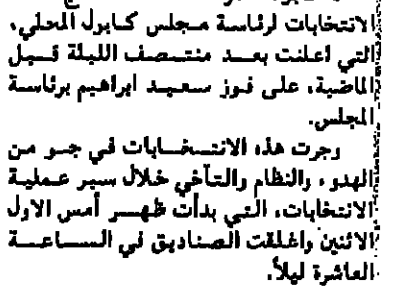 الانتخابات لرئاسة مجلس كابول المحلي،
التي اعلنت بعد منتصف الليلة قبل
الماضية، على فوز سعيد ابراهيم برئاسة
المجلس.
وجرت هذه الانتخابات في جو من
الهدوء والنظام والتآخي خلال سير عملية
الانتخابات، التي بدأت ظهر أمس الاول
الاثنين واغلقت الصناديق في الساعة
العاشرة ليلاً.